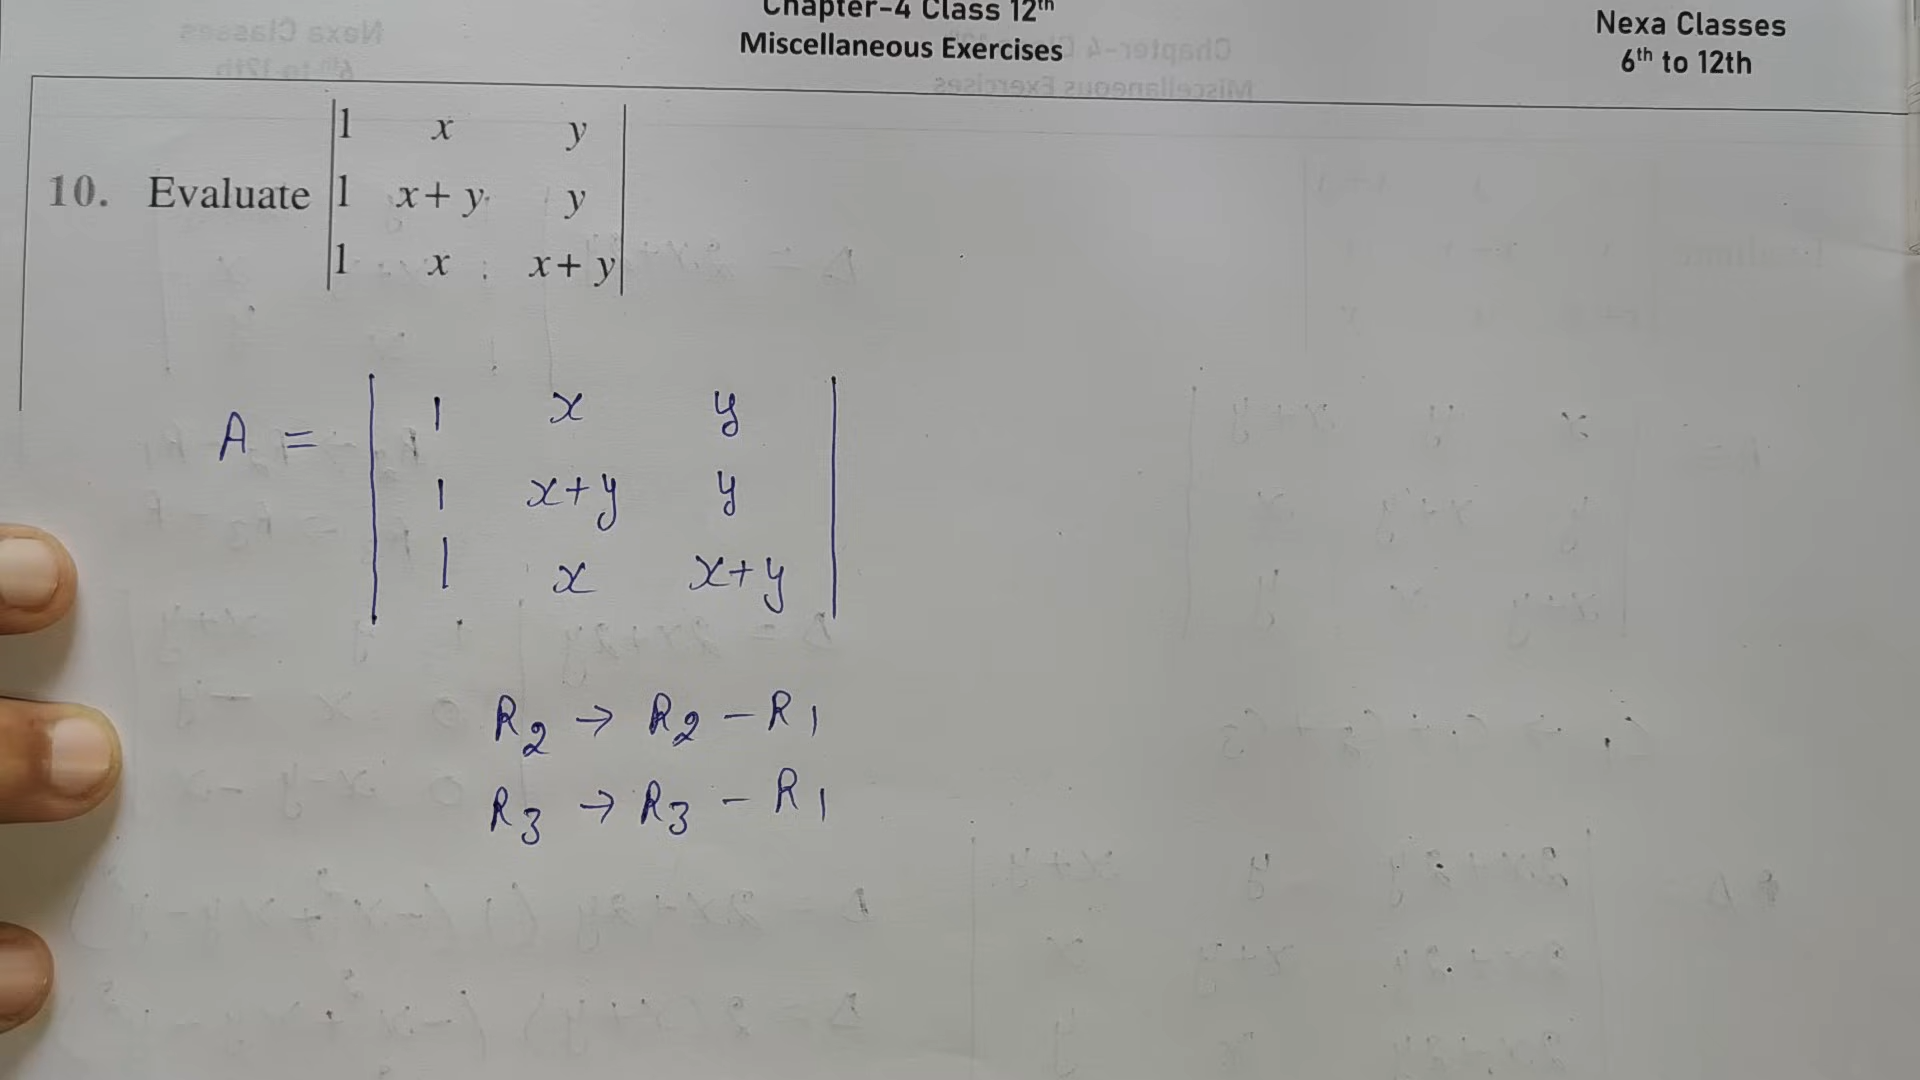 Chapter-4 Class 12th
Miscellaneous Exercises
Nexa Classes
6th to 12th
10. Evaluate
|1 x y|
|1 x+y y|
|1 x x+y|
A =
| 1 x y |
| 1 x+y y |
| 1 x x+y |
R2 → R2 – R1
R3 → R3 – R1